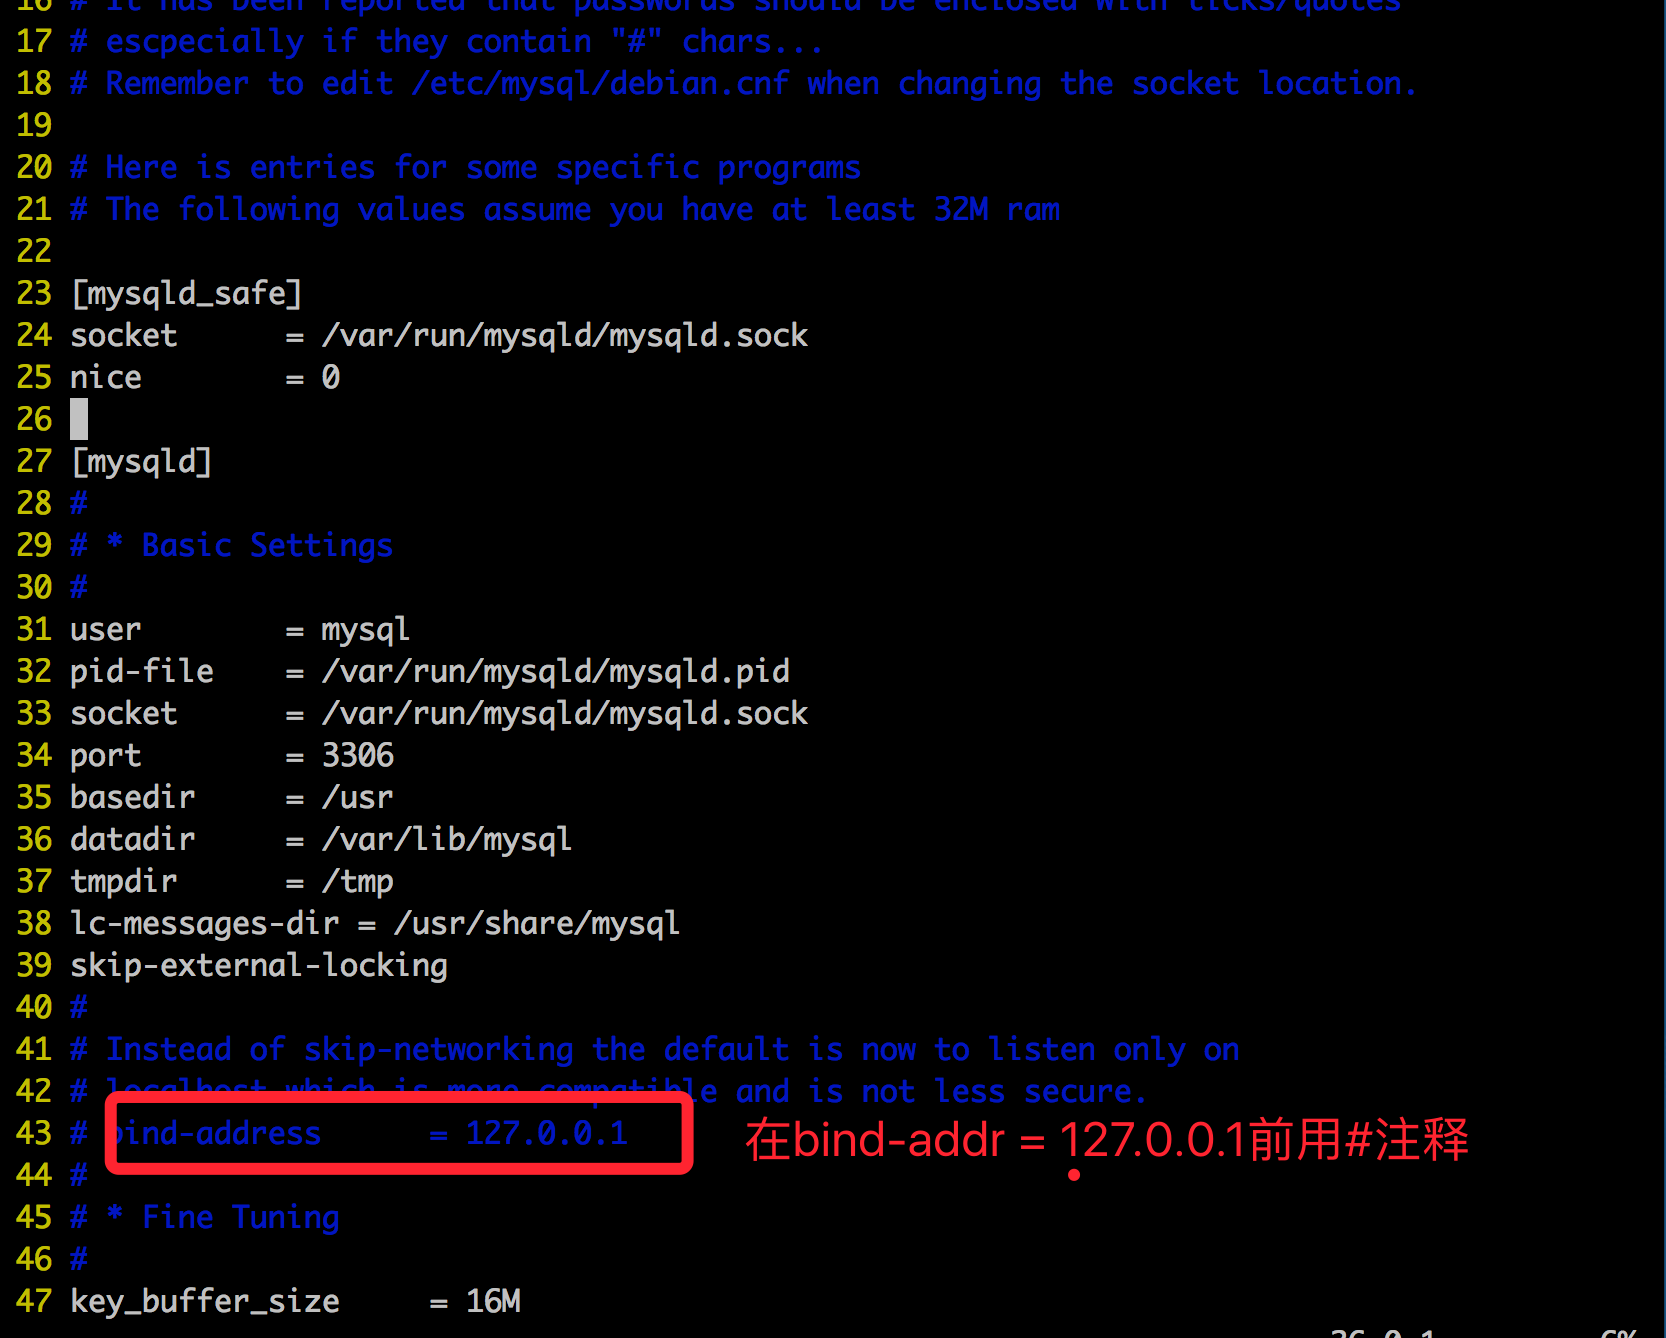 16 # It has been reported that passwords should be enclosed with ticks/quotes
17 # escpecially if they contain "#" chars...
18 # Remember to edit /etc/mysql/debian.cnf when changing the socket location.
19
20 # Here is entries for some specific programs
21 # The following values assume you have at least 32M ram
22
23 [mysqld_safe]
24 socket = /var/run/mysqld/mysqld.sock
25 nice = 0
26
27 [mysqld]
28 #
29 # * Basic Settings
30 #
31 user = mysql
32 pid-file = /var/run/mysqld/mysqld.pid
33 socket = /var/run/mysqld/mysqld.sock
34 port = 3306
35 basedir = /usr
36 datadir = /var/lib/mysql
37 tmpdir = /tmp
38 lc-messages-dir = /usr/share/mysql
39 skip-external-locking
40 #
41 # Instead of skip-networking the default is now to listen only on
42 # localhost which is more compatible and is not less secure.
43 # bind-address = 127.0.0.1 在bind-addr = 127.0.0.1前用#注释
44 #
45 # * Fine Tuning
46 #
47 key_buffer_size = 16M